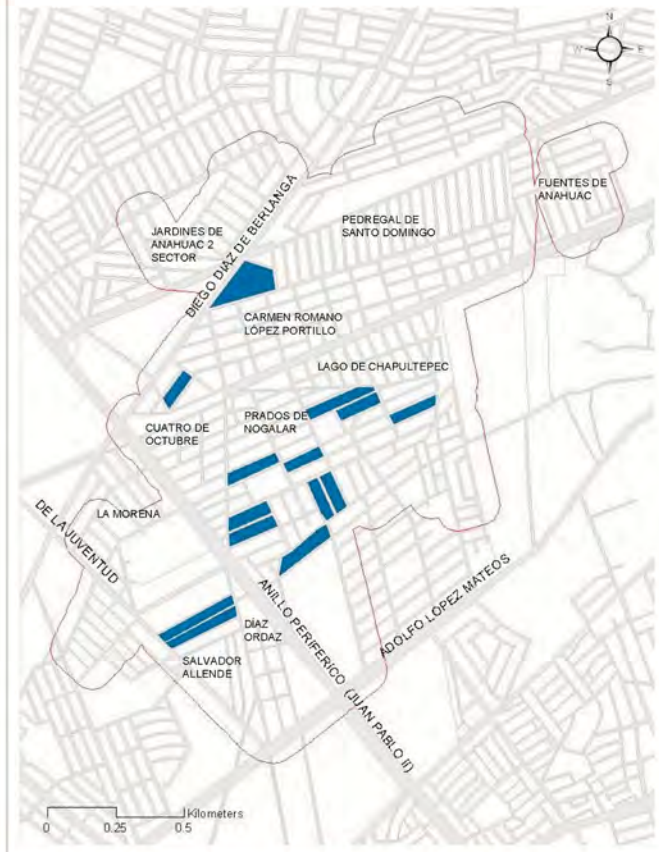 N
W E
S
FUENTES DE
ANAHUAC
DIEGO DIAZ DE BERLANGA
PEDREGAL DE
SANTO DOMINGO
JARDINES DE
ANAHUAC 2
SECTOR
CARMEN ROMANO
LÓPEZ PORTILLO
LAGO DE CHAPULTEPEC
PRADOS DE
NOGALAR
CUATRO DE
OCTUBRE
LA MORENA
DE LA JUVENTUD
ANILLO PERIFERICO (JUAN PABLO II)
ADOLFO LÓPEZ MATEOS
DÍAZ
ORDAZ
SALVADOR
ALLENDE
Kilometers
0 0.25 0.5